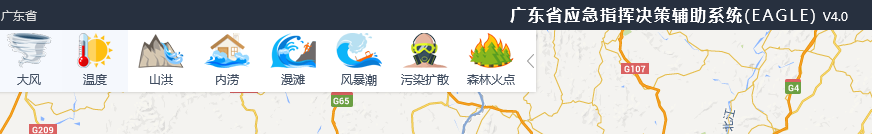 广东省
广东省应急指挥决策辅助系统(EAGLE) V4.0
大风 温度 山洪 内涝 漫滩 风暴潮 污染扩散 森林火点
G107
G4
G65
G209
江